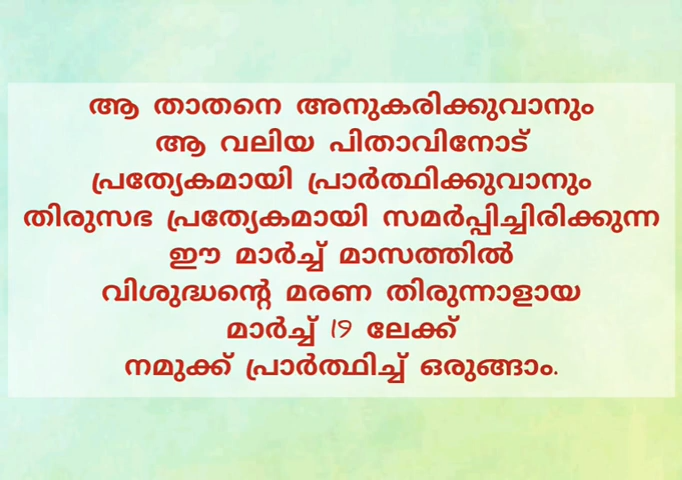 ആ താതനെ അനുകരിക്കുവാനും
ആ വലിയ പിതാവിനോട്
പ്രത്യേകമായി പ്രാർത്ഥിക്കുവാനും
തിരുസഭ പ്രത്യേകമായി സമർപ്പിച്ചിരിക്കുന്ന
ഈ മാർച്ച് മാസത്തിൽ
വിശുദ്ധന്റെ മരണ തിരുന്നാളായ
മാർച്ച് 19 ലേക്ക്
നമുക്ക് പ്രാർത്ഥിച്ച് ഒരുങ്ങാം.